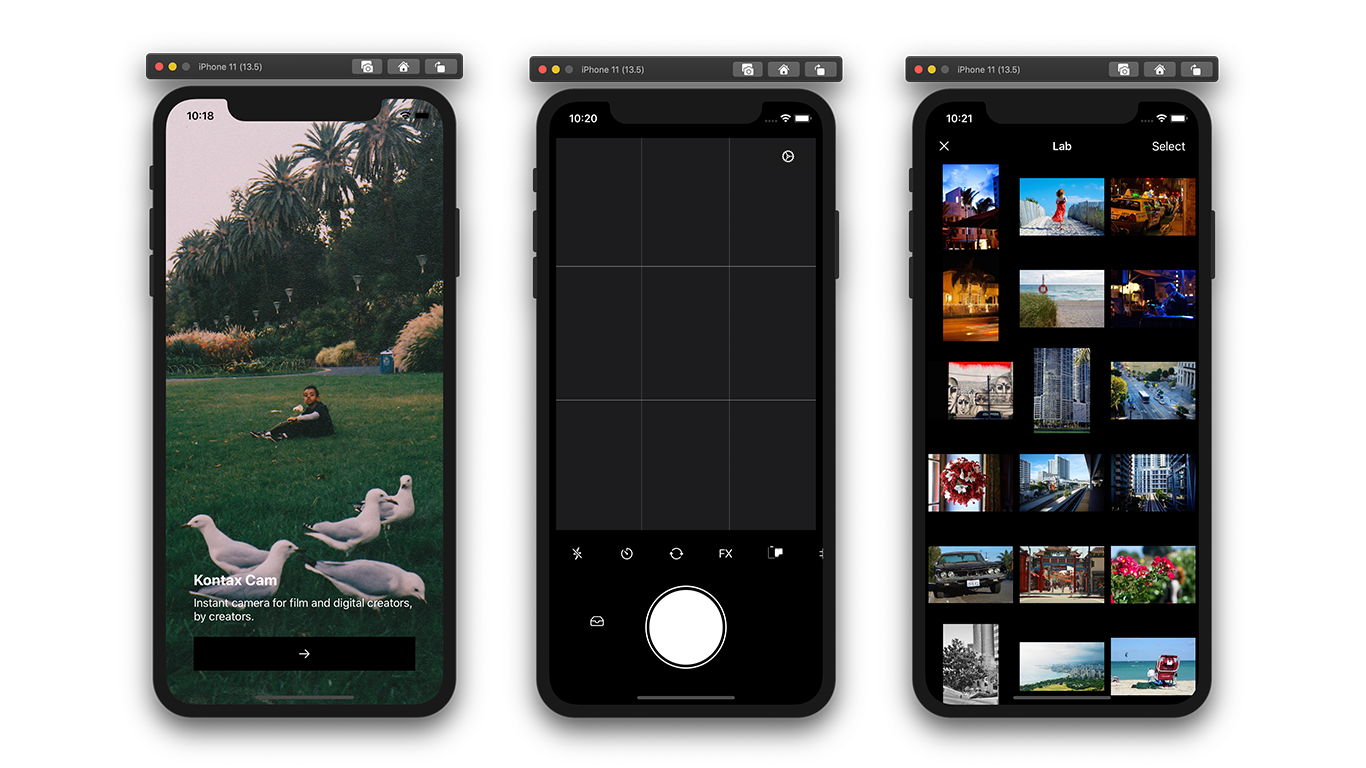 iPhone 11 (13.5)
10:18
Kontax Cam
Instant camera for film and digital creators,
by creators.
iPhone 11 (13.5)
10:20
FX
iPhone 11 (13.5)
10:21
Lab
Select